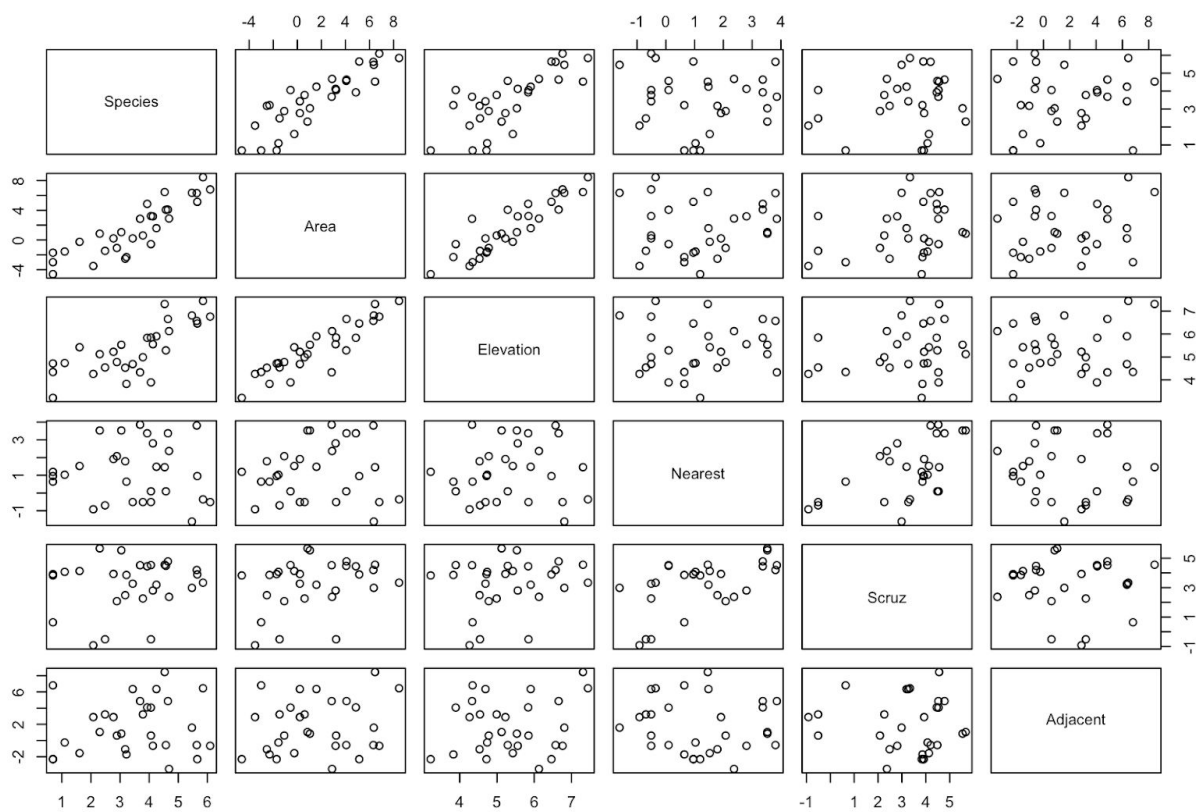 -4 0 4 8
-1 0 1 2 3 4
0 2 4 6 8
Species
1 3 5
-4 0 4 8
Area
Elevation
4 5 6 7
-1 1 3
Nearest
Scruz
-1 1 3 5
-2 2 6
Adjacent
1 2 3 4 5 6
4 5 6 7
-1 0 1 2 3 4 5